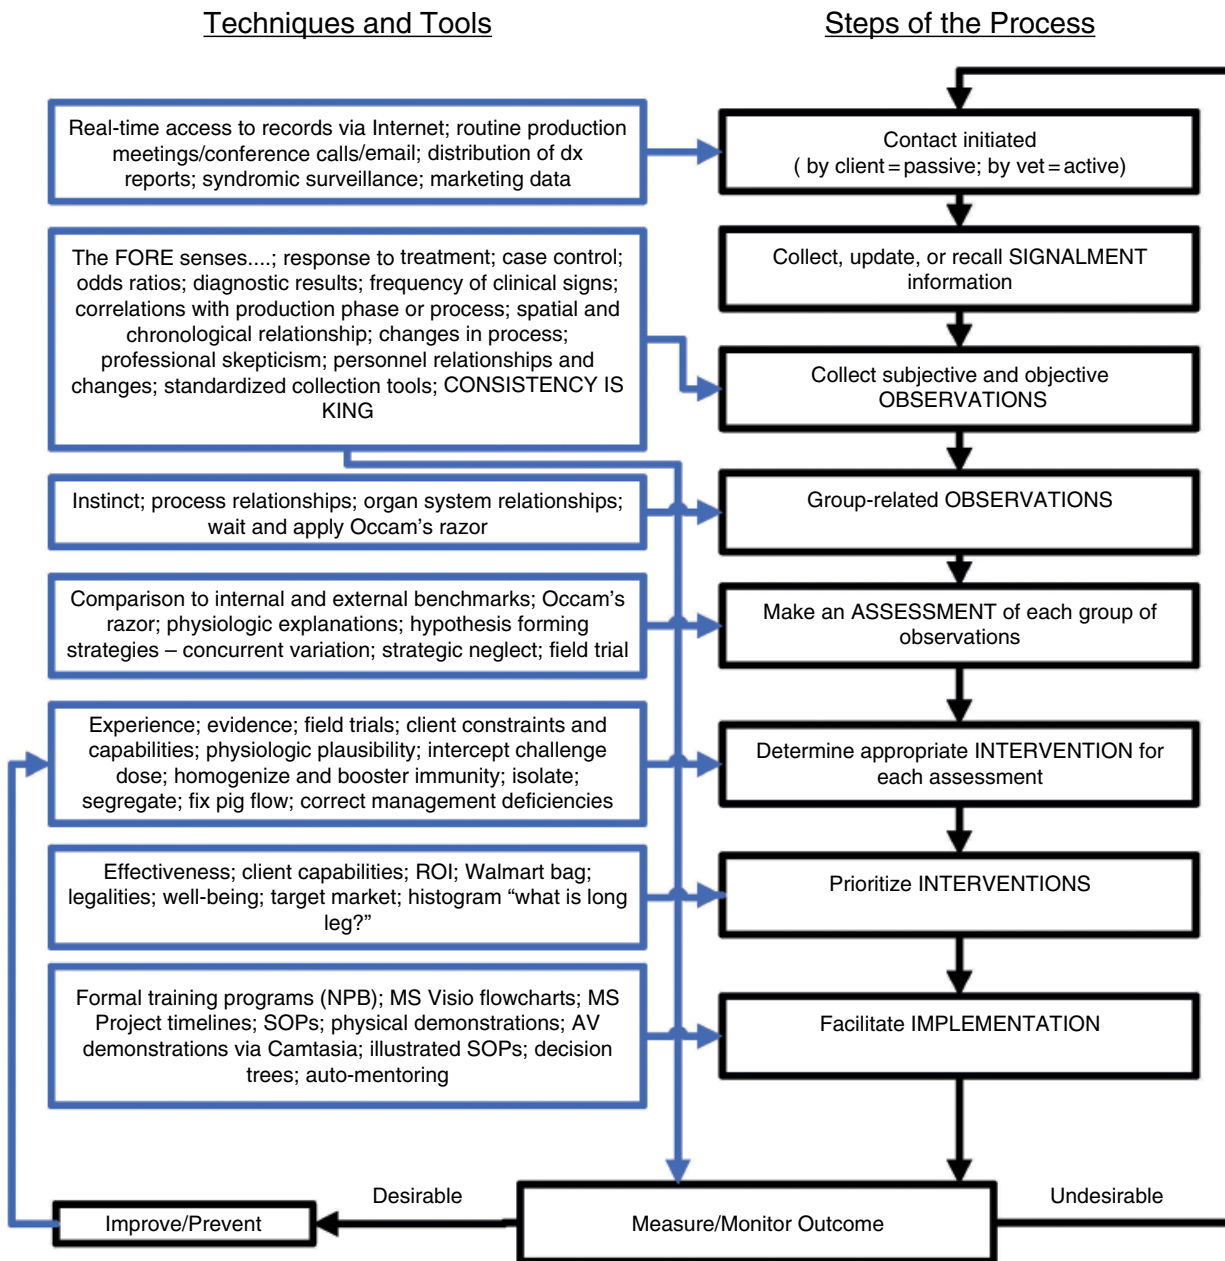 Techniques and Tools
Steps of the Process
Real-time access to records via Internet; routine production
meetings/conference calls/email; distribution of dx
reports; syndromic surveillance; marketing data
Contact initiated
( by client = passive; by vet = active)
The FORE senses....; response to treatment; case control;
odds ratios; diagnostic results; frequency of clinical signs;
correlations with production phase or process; spatial and
chronological relationship; changes in process;
professional skepticism; personnel relationships and
changes; standardized collection tools; CONSISTENCY IS
KING
Collect, update, or recall SIGNALMENT
information
Collect subjective and objective
OBSERVATIONS
Instinct; process relationships; organ system relationships;
wait and apply Occam’s razor
Group-related OBSERVATIONS
Comparison to internal and external benchmarks; Occam’s
razor; physiologic explanations; hypothesis forming
strategies – concurrent variation; strategic neglect; field trial
Make an ASSESSMENT of each group of
observations
Experience; evidence; field trials; client constraints and
capabilities; physiologic plausibility; intercept challenge
dose; homogenize and booster immunity; isolate;
segregate; fix pig flow; correct management deficiencies
Determine appropriate INTERVENTION for
each assessment
Effectiveness; client capabilities; ROI; Walmart bag;
legalities; well-being; target market; histogram “what is long
leg?”
Prioritize INTERVENTIONS
Formal training programs (NPB); MS Visio flowcharts; MS
Project timelines; SOPs; physical demonstrations; AV
demonstrations via Camtasia; illustrated SOPs; decision
trees; auto-mentoring
Facilitate IMPLEMENTATION
Improve/Prevent
Desirable
Measure/Monitor Outcome
Undesirable